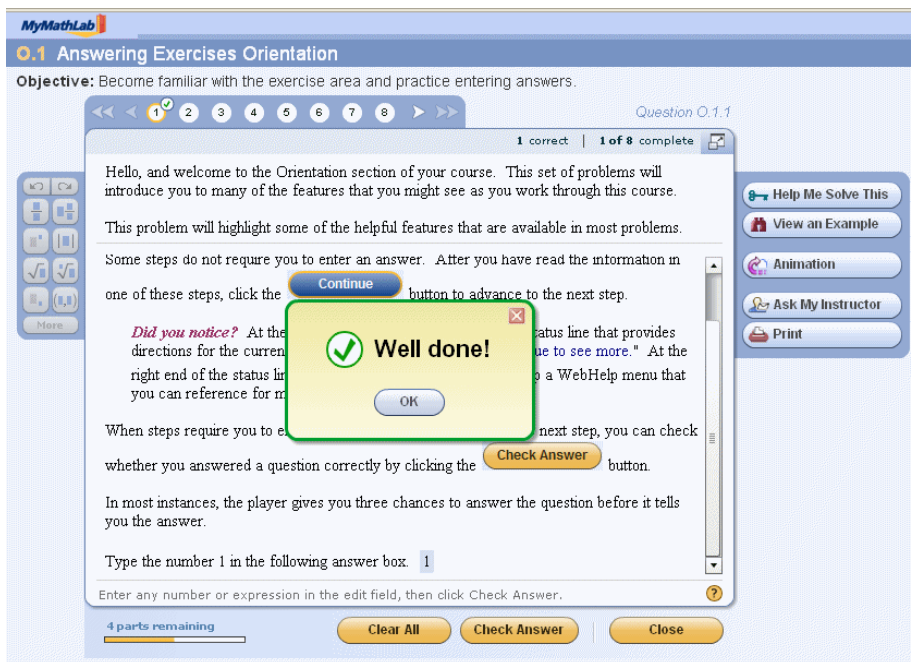 MyMathLab
O.1 Answering Exercises Orientation
Objective: Become familiar with the exercise area and practice entering answers.
1 2 3 4 5 6 7 8
Question O.1.1
1 correct | 1 of 8 complete
Hello, and welcome to the Orientation section of your course. This set of problems will
introduce you to many of the features that you might see as you work through this course.
This problem will highlight some of the helpful features that are available in most problems.
Some steps do not require you to enter an answer. After you have read the information in
one of these steps, click the Continue button to advance to the next step.
Did you notice? At the tatus line that provides
directions for the curren ue to see more." At the
right end of the status lin p a WebHelp menu that
you can reference for m
Well done!
OK
When steps require you to e next step, you can check
whether you answered a question correctly by clicking the Check Answer button.
In most instances, the player gives you three chances to answer the question before it tells
you the answer.
Type the number 1 in the following answer box. 1
Enter any number or expression in the edit field, then click Check Answer.
?
4 parts remaining
Clear All
Check Answer
Close
More
Help Me Solve This
View an Example
Animation
Ask My Instructor
Print